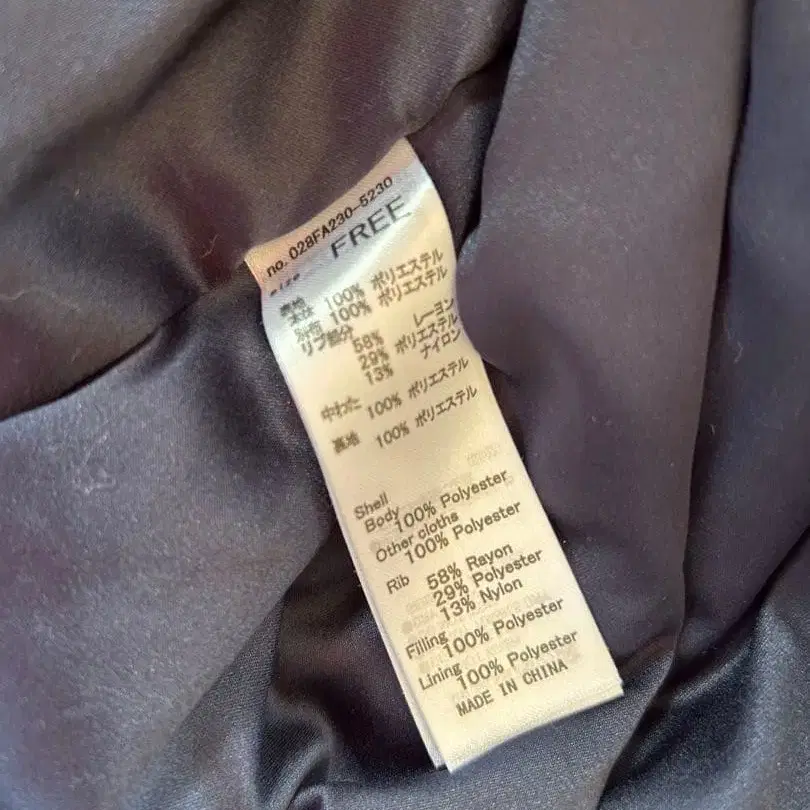 no. 028FA230-5230
size FREE
表地
本体 100% ポリエステル
別布 100% ポリエステル
リブ部分
58% レーヨン
29% ポリエステル
13% ナイロン
中わた 100% ポリエステル
裏地 100% ポリエステル
Shell
Body 100% Polyester
Other cloths
100% Polyester
Rib 58% Rayon
29% Polyester
13% Nylon
Filling
100% Polyester
Lining
100% Polyester
MADE IN CHINA